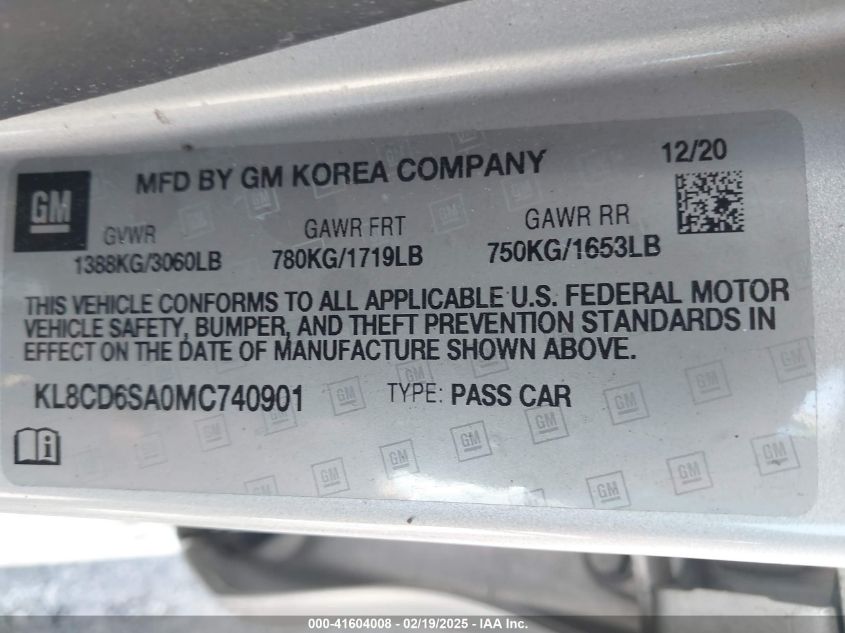 MFD BY GM KOREA COMPANY 12/20
GM
GVWR GAWR FRT GAWR RR
1388KG/3060LB 780KG/1719LB 750KG/1653LB
THIS VEHICLE CONFORMS TO ALL APPLICABLE U.S. FEDERAL MOTOR
VEHICLE SAFETY, BUMPER, AND THEFT PREVENTION STANDARDS IN
EFFECT ON THE DATE OF MANUFACTURE SHOWN ABOVE.
KL8CD6SA0MC740901 TYPE: PASS CAR
000-41604008 - 02/19/2025 - IAA Inc.